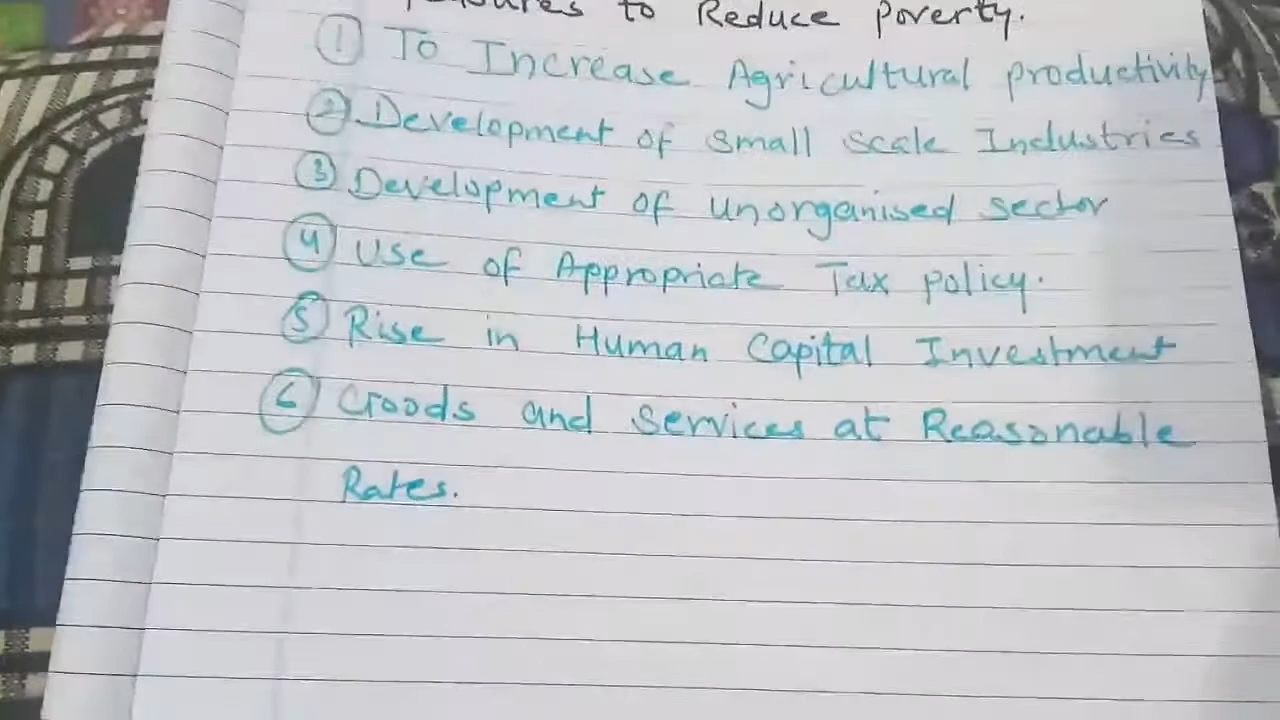 to Reduce Poverty.
① To Increase Agricultural productivity
② Development of Small Scale Industries
③ Development of Unorganised sector
④ Use of Appropriate Tax policy.
⑤ Rise in Human Capital Investment
⑥ Goods and Services at Reasonable
Rates.